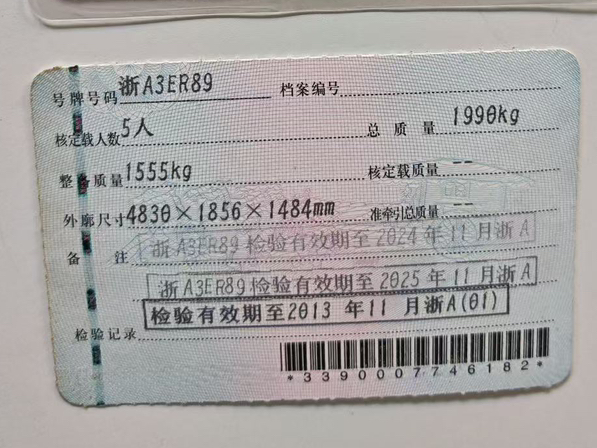 号牌号码 浙A3ER89 档案编号
核定载人数 5人 总质量 1990kg
整备质量 1555kg 核定载质量 --
外廓尺寸 4830×1856×1484mm 准牵引总质量 --
备注 浙A3ER89检验有效期至2024年11月浙A
浙A3ER89检验有效期至2025年11月浙A
检验有效期至2013 年11 月浙A(01)
检验记录
*3390007746182*